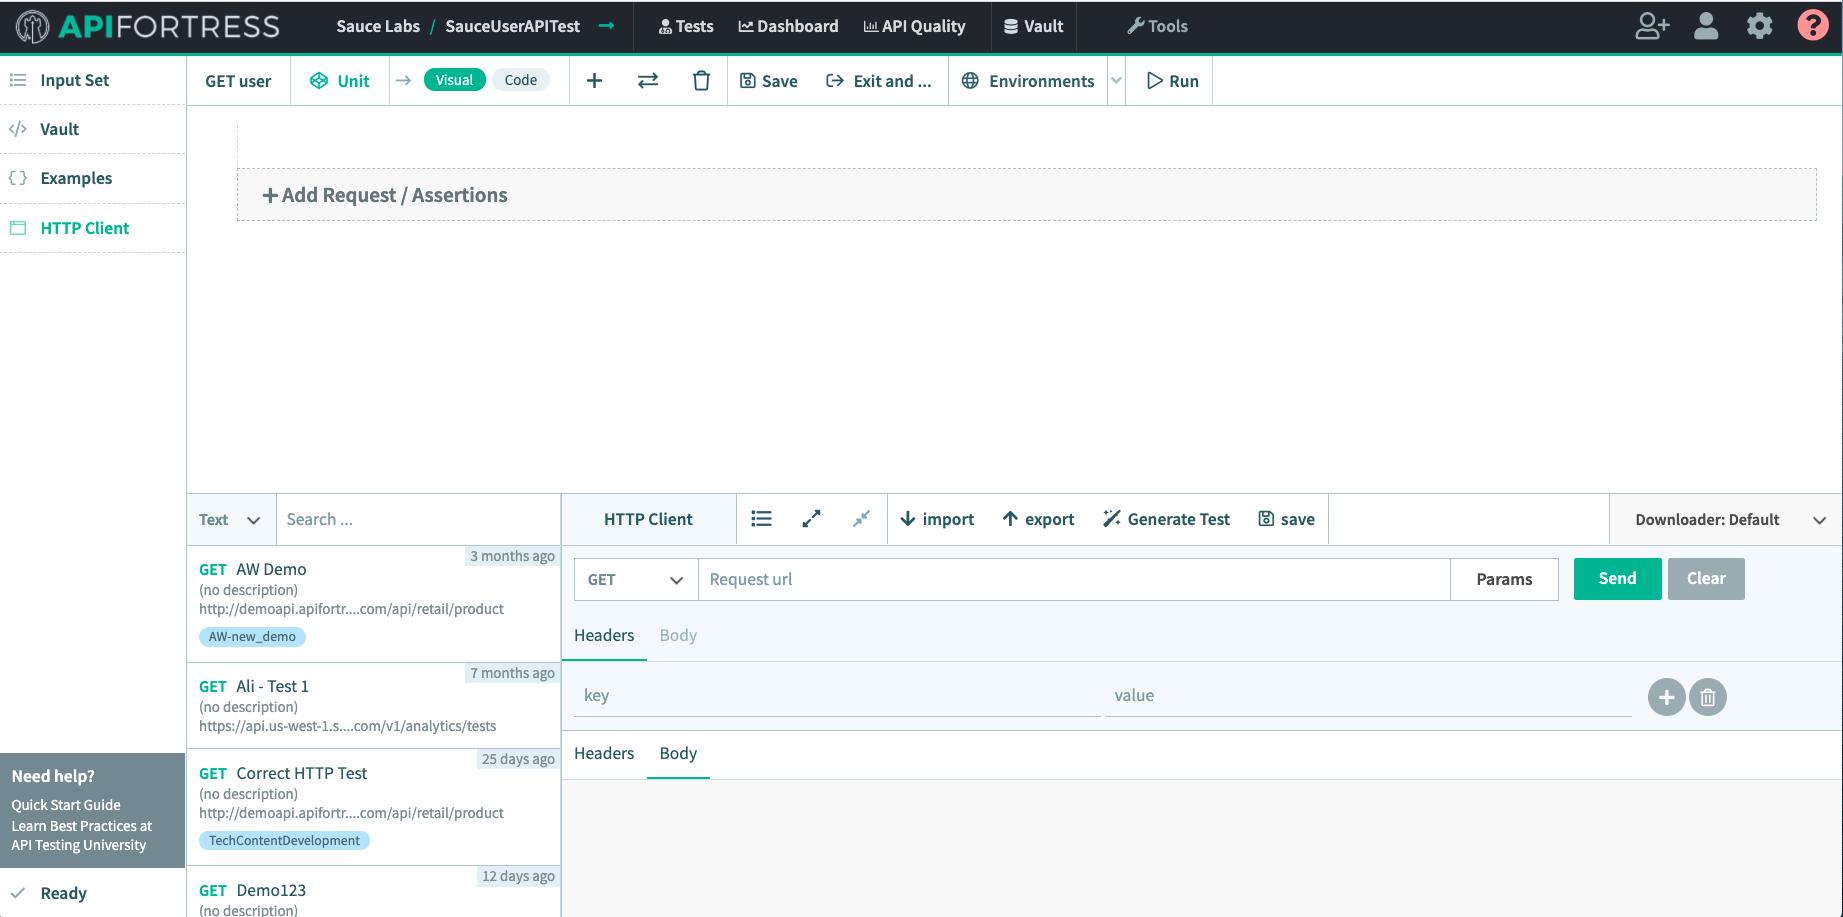 APIFORTRESS
Sauce Labs / SauceUserAPITest →
Tests
Dashboard
API Quality
Vault
Tools
?
Input Set
Vault
Examples
HTTP Client
GET user
Unit
Visual
Code
Save
Exit and ...
Environments
Run
+ Add Request / Assertions
Text
Search ...
3 months ago
GET AW Demo
(no description)
http://demoapi.apifortr....com/api/retail/product
AW-new_demo
7 months ago
GET Ali - Test 1
(no description)
https://api.us-west-1.s....com/v1/analytics/tests
25 days ago
GET Correct HTTP Test
(no description)
http://demoapi.apifortr....com/api/retail/product
TechContentDevelopment
12 days ago
GET Demo123
(no description)
HTTP Client
import
export
Generate Test
save
Downloader: Default
GET
Request url
Params
Send
Clear
Headers
Body
key
value
Headers
Body
Need help?
Quick Start Guide
Learn Best Practices at
API Testing University
Ready